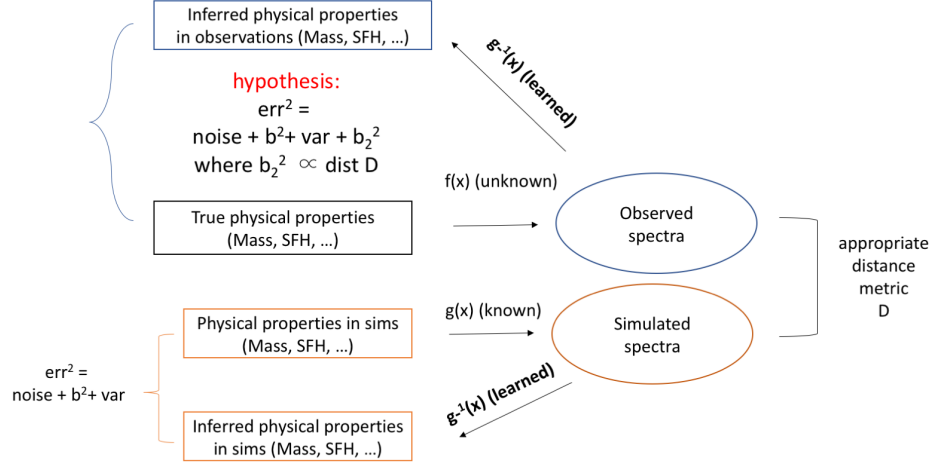 Inferred physical properties
in observations (Mass, SFH, ...)
g-¹(x) (learned)
hypothesis:
err² =
noise + b²+ var + b₂²
where b₂² ∝ dist D
f(x) (unknown)
True physical properties
(Mass, SFH, ...)
Observed
spectra
appropriate
distance
metric
D
Physical properties in sims
(Mass, SFH, ...)
g(x) (known)
Simulated
spectra
err² =
noise + b²+ var
g-¹(x) (learned)
Inferred physical properties
in sims (Mass, SFH, ...)